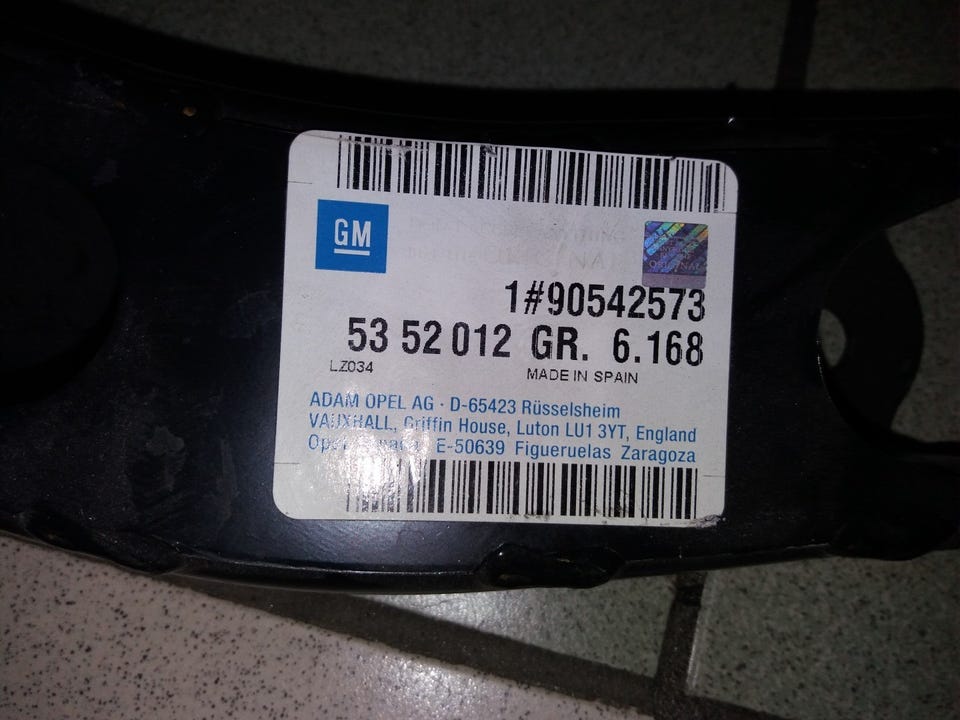 GM
ORIGINAL
1#90542573
53 52 012 GR. 6.168
LZ034 MADE IN SPAIN
ADAM OPEL AG · D-65423 Rüsselsheim
VAUXHALL, Griffin House, Luton LU1 3YT, England
E-50639 Figueruelas Zaragoza